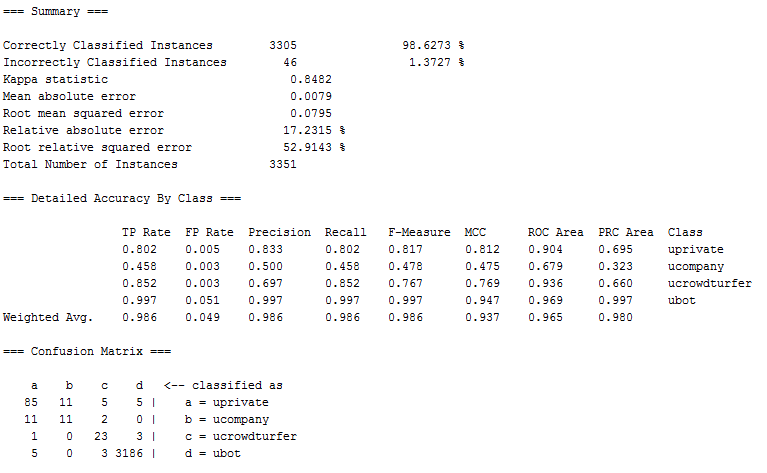 === Summary ===
Correctly Classified Instances 3305 98.6273 %
Incorrectly Classified Instances 46 1.3727 %
Kappa statistic 0.8482
Mean absolute error 0.0079
Root mean squared error 0.0795
Relative absolute error 17.2315 %
Root relative squared error 52.9143 %
Total Number of Instances 3351
=== Detailed Accuracy By Class ===
TP Rate FP Rate Precision Recall F-Measure MCC ROC Area PRC Area Class
0.802 0.005 0.833 0.802 0.817 0.812 0.904 0.695 uprivate
0.458 0.003 0.500 0.458 0.478 0.475 0.679 0.323 ucompany
0.852 0.003 0.697 0.852 0.767 0.769 0.936 0.660 ucrowdturfer
0.997 0.051 0.997 0.997 0.997 0.947 0.969 0.997 ubot
Weighted Avg. 0.986 0.049 0.986 0.986 0.986 0.937 0.965 0.980
=== Confusion Matrix ===
a b c d <-- classified as
85 11 5 5 | a = uprivate
11 11 2 0 | b = ucompany
1 0 23 3 | c = ucrowdturfer
5 0 3 3186 | d = ubot